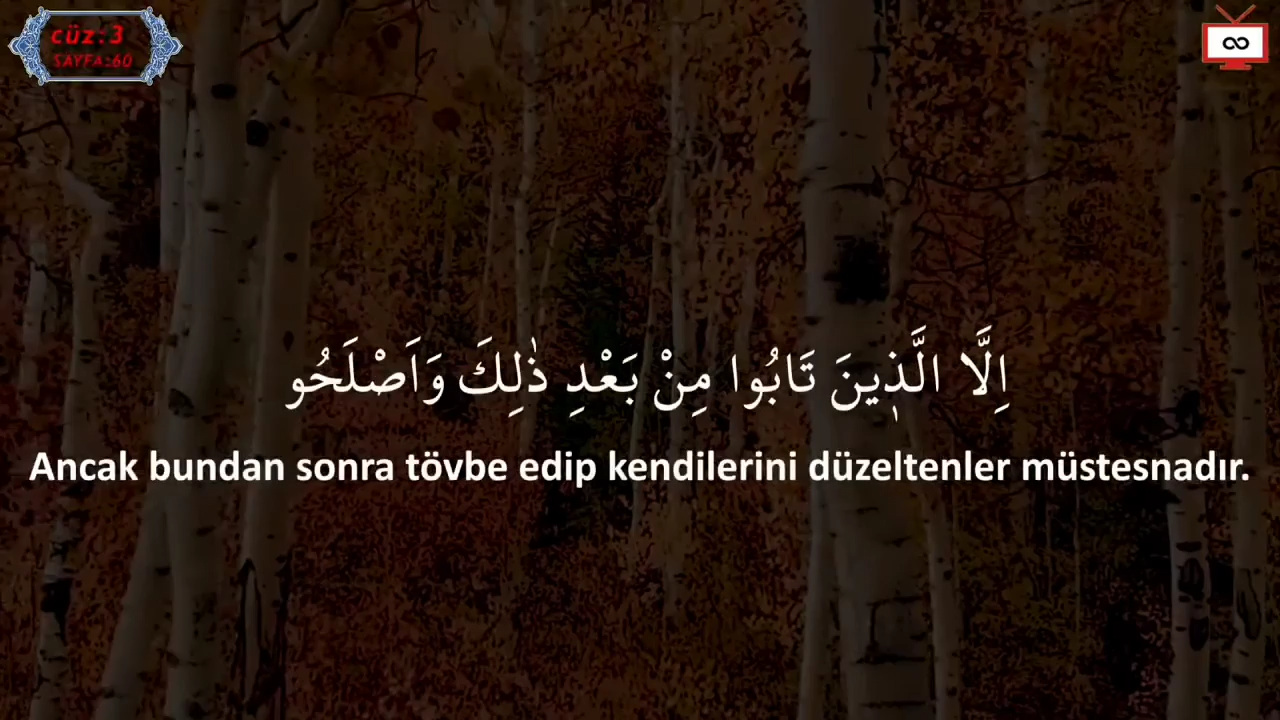 cüz:3
SAYFA:60
اِلَّا الَّذ۪ينَ تَابُوا مِنْ بَعْدِ ذٰلِكَ وَاَصْلَحُو
Ancak bundan sonra tövbe edip kendilerini düzeltenler müstesnadır.